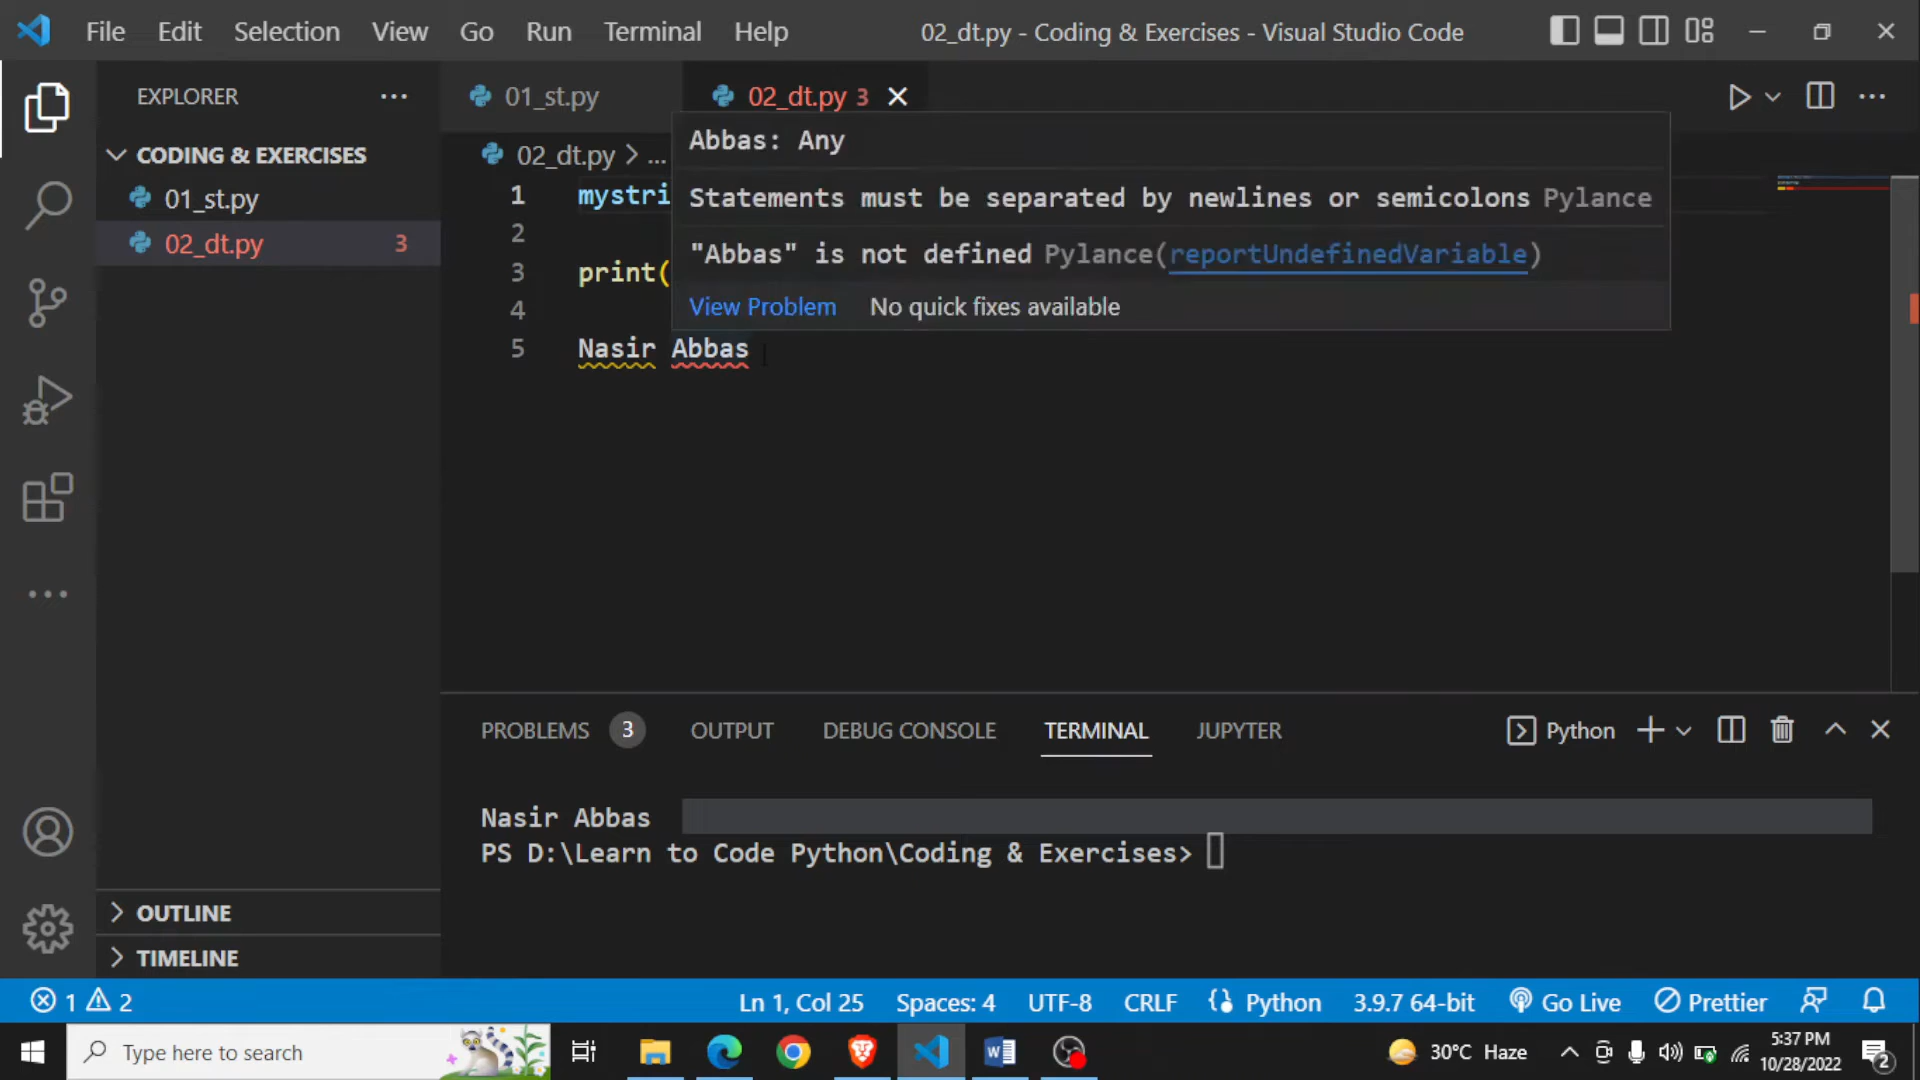 File Edit Selection View Go Run Terminal Help
02_dt.py - Coding & Exercises - Visual Studio Code
EXPLORER
CODING & EXERCISES
01_st.py
02_dt.py 3
OUTLINE
TIMELINE
01_st.py
02_dt.py 3
02_dt.py > ...
Abbas: Any
Statements must be separated by newlines or semicolons Pylance
"Abbas" is not defined Pylance(reportUndefinedVariable)
View Problem No quick fixes available
1 mystri
2
3 print(
4
5 Nasir Abbas
PROBLEMS 3 OUTPUT DEBUG CONSOLE TERMINAL JUPYTER Python
Nasir Abbas
PS D:\Learn to Code Python\Coding & Exercises>
1 2 Ln 1, Col 25 Spaces: 4 UTF-8 CRLF Python 3.9.7 64-bit Go Live Prettier
Type here to search
30°C Haze
5:37 PM
10/28/2022
2